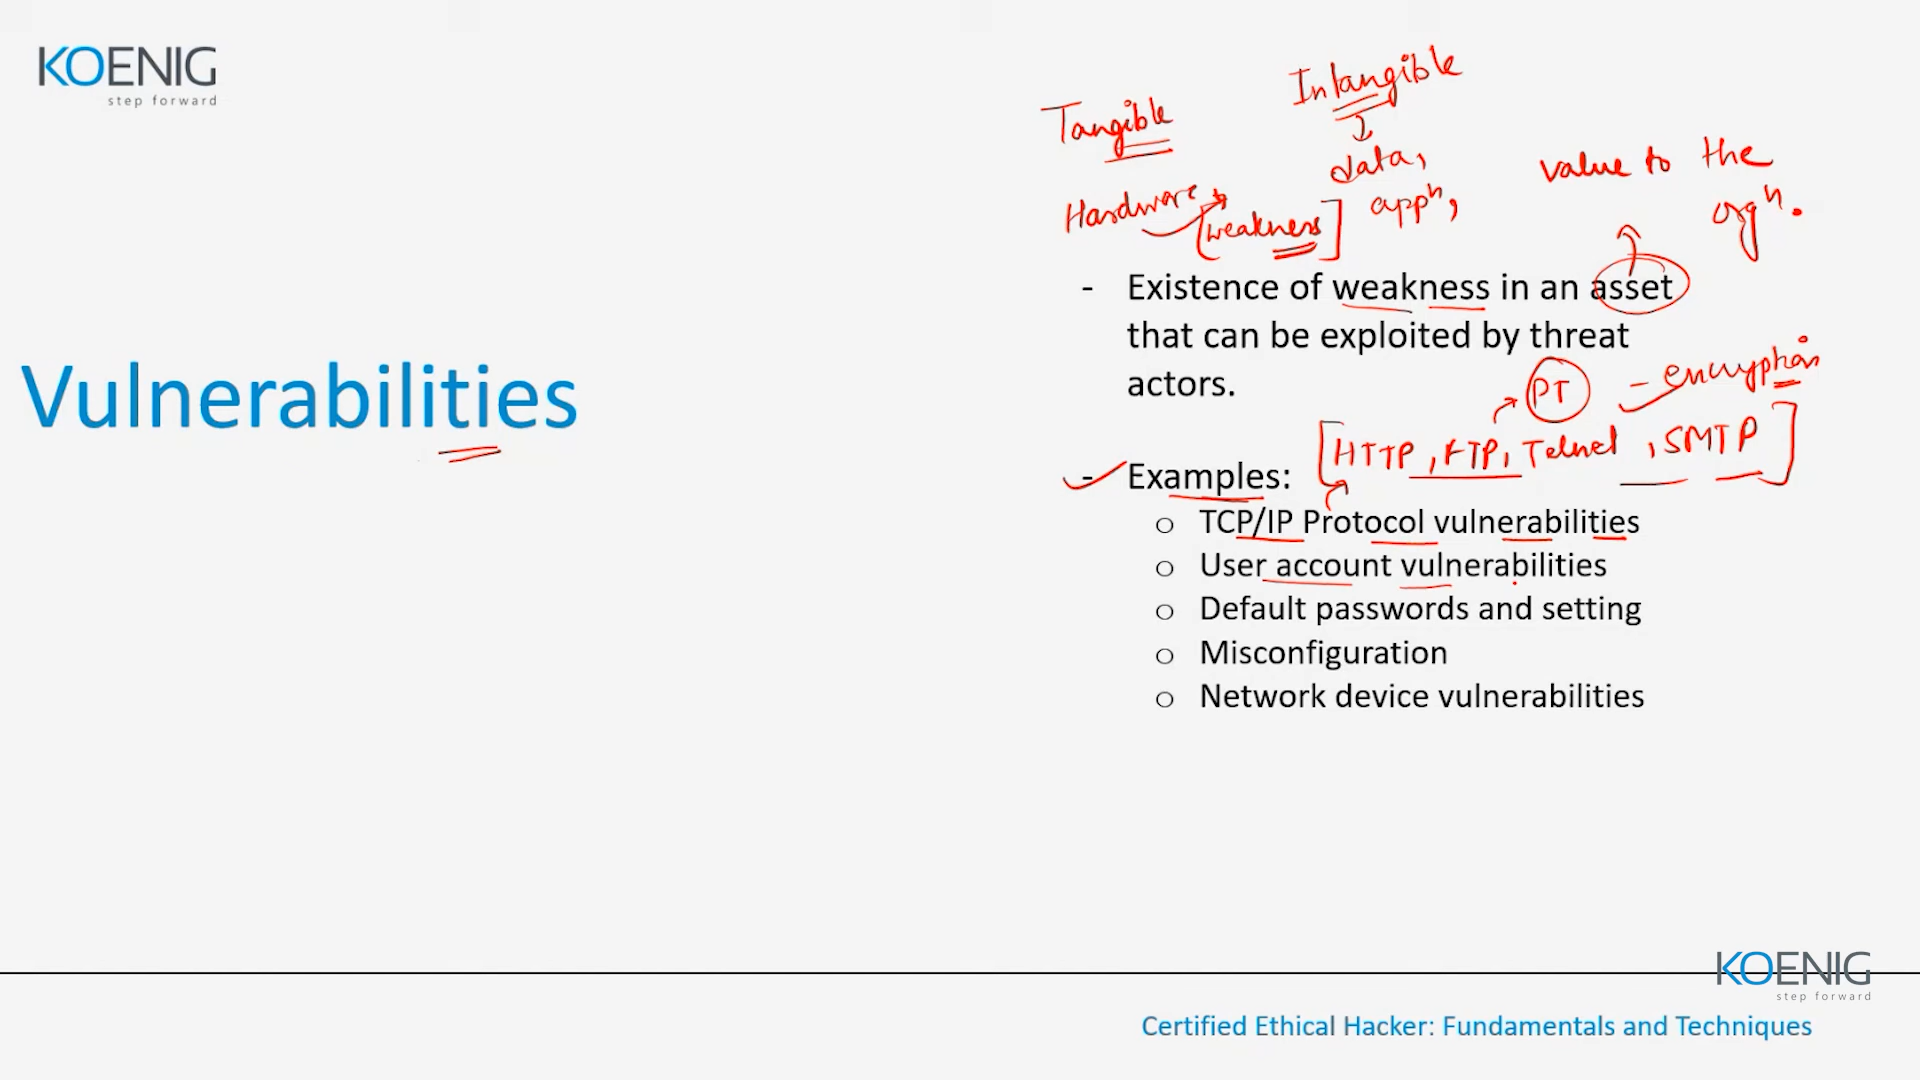 KOENIG
step forward
Tangible
Intangible
Hardware
[weakness]
data,
appⁿ,
value to the
orgⁿ.
Vulnerabilities
- Existence of weakness in an asset
that can be exploited by threat
actors.
PT
- encryption
[HTTP, FTP, Telnet, SMTP]
- Examples:
o TCP/IP Protocol vulnerabilities
o User account vulnerabilities
o Default passwords and setting
o Misconfiguration
o Network device vulnerabilities
KOENIG
step forward
Certified Ethical Hacker: Fundamentals and Techniques